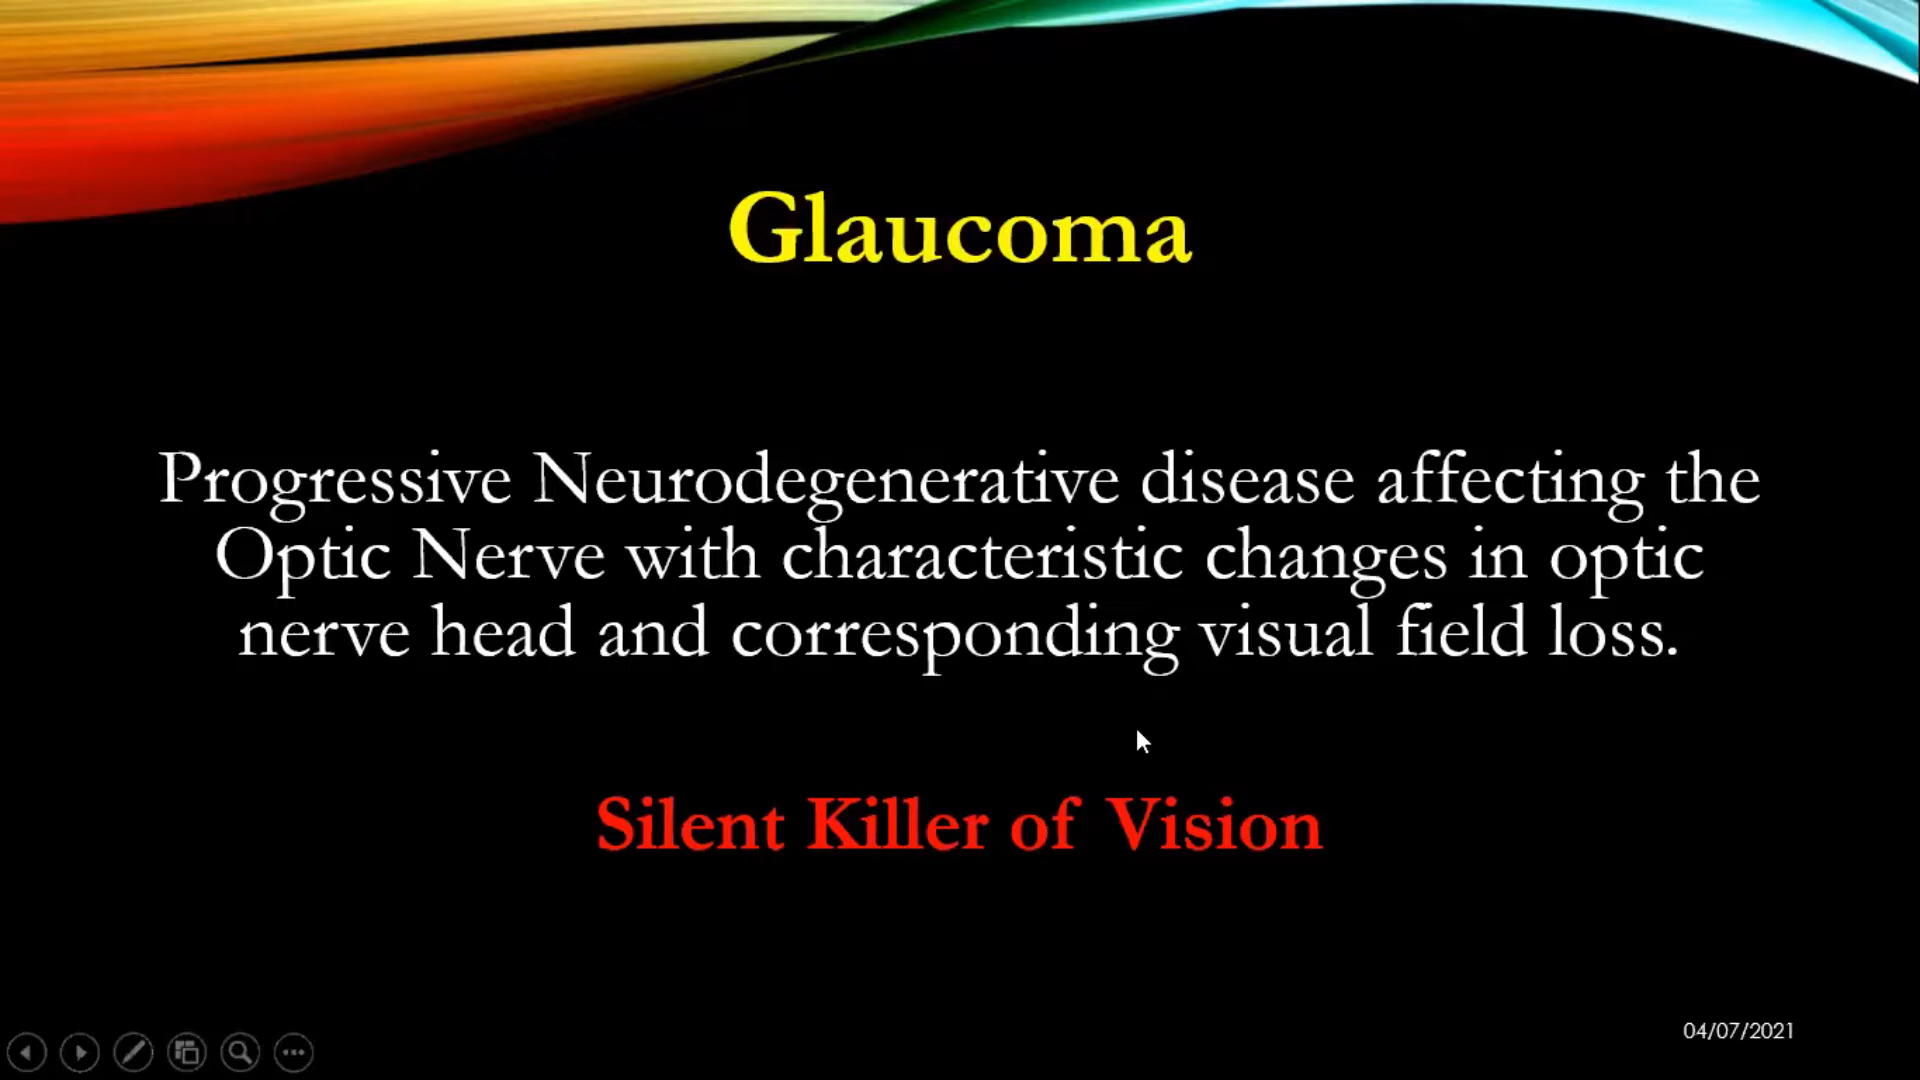 Glaucoma
Progressive Neurodegenerative disease affecting the
Optic Nerve with characteristic changes in optic
nerve head and corresponding visual field loss.
Silent Killer of Vision
04/07/2021